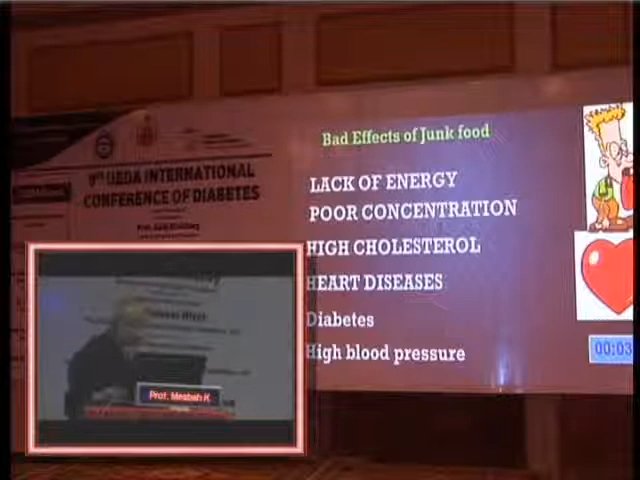 Bad Effects of Junk food
9th UEDA INTERNATIONAL
CONFERENCE OF DIABETES
LACK OF ENERGY
POOR CONCENTRATION
HIGH CHOLESTEROL
HEART DISEASES
Diabetes
High blood pressure
00:03
Prof. Mesbah K